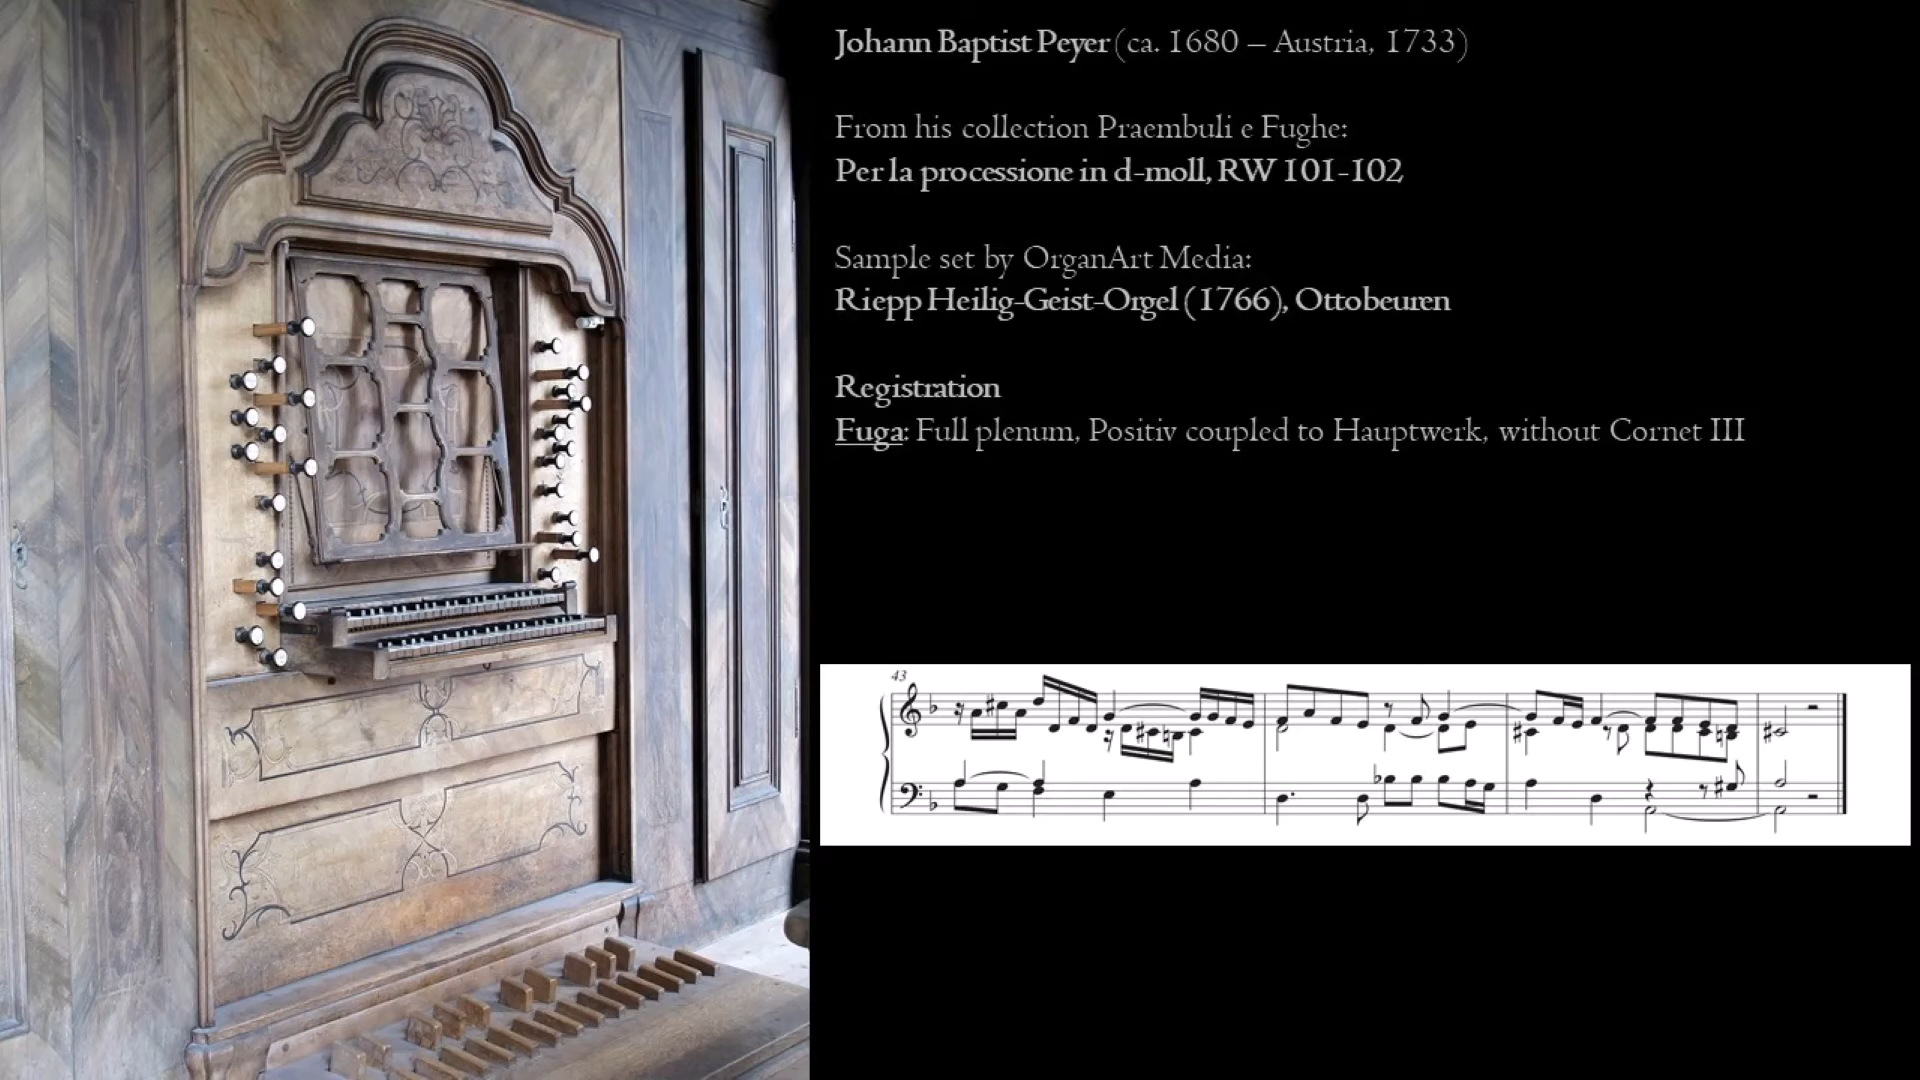 Johann Baptist Peyer (ca. 1680 – Austria, 1733)
From his collection Praembuli e Fughe:
Per la processione in d-moll, RW 101-102
Sample set by OrganArt Media:
Riepp Heilig-Geist-Orgel (1766), Ottobeuren
Registration
Fuga: Full plenum, Positiv coupled to Hauptwerk, without Cornet III
43